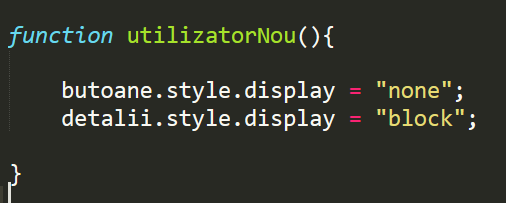 function utilizatorNou(){
butoane.style.display = "none";
detalii.style.display = "block";
}